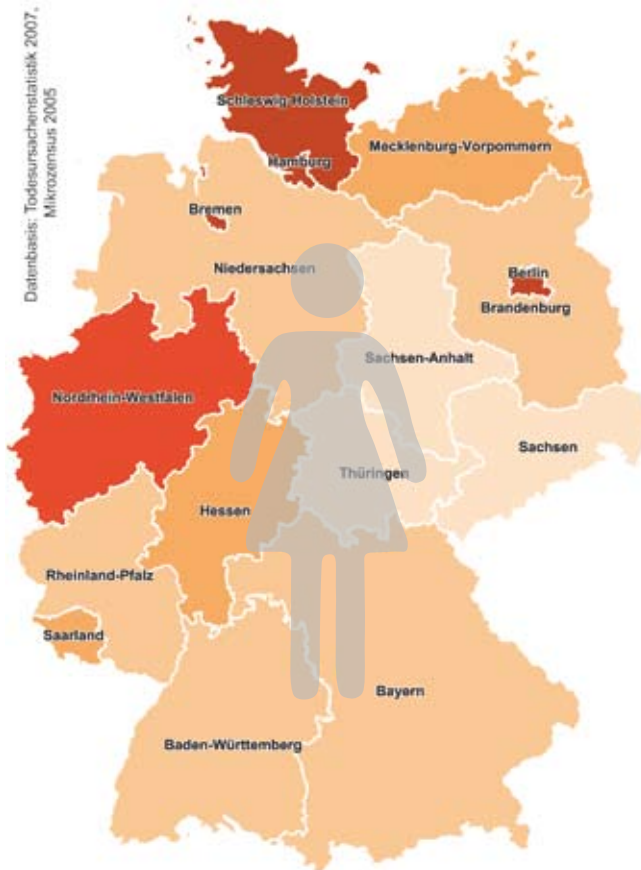 Datenbasis: Todesursachenstatistik 2007,
Mikrozensus 2005
Schleswig-Holstein
Hamburg
Mecklenburg-Vorpommern
Bremen
Niedersachsen
Berlin
Brandenburg
Sachsen-Anhalt
Nordrhein-Westfalen
Sachsen
Thüringen
Hessen
Rheinland-Pfalz
Saarland
Bayern
Baden-Württemberg